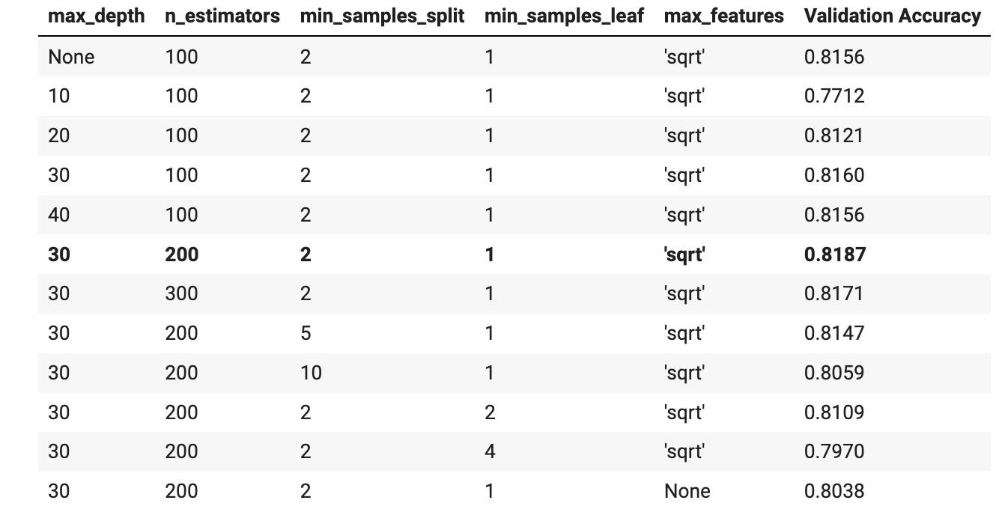 max_depth n_estimators min_samples_split min_samples_leaf max_features Validation Accuracy
None 100 2 1 'sqrt' 0.8156
10 100 2 1 'sqrt' 0.7712
20 100 2 1 'sqrt' 0.8121
30 100 2 1 'sqrt' 0.8160
40 100 2 1 'sqrt' 0.8156
30 200 2 1 'sqrt' 0.8187
30 300 2 1 'sqrt' 0.8171
30 200 5 1 'sqrt' 0.8147
30 200 10 1 'sqrt' 0.8059
30 200 2 2 'sqrt' 0.8109
30 200 2 4 'sqrt' 0.7970
30 200 2 1 None 0.8038